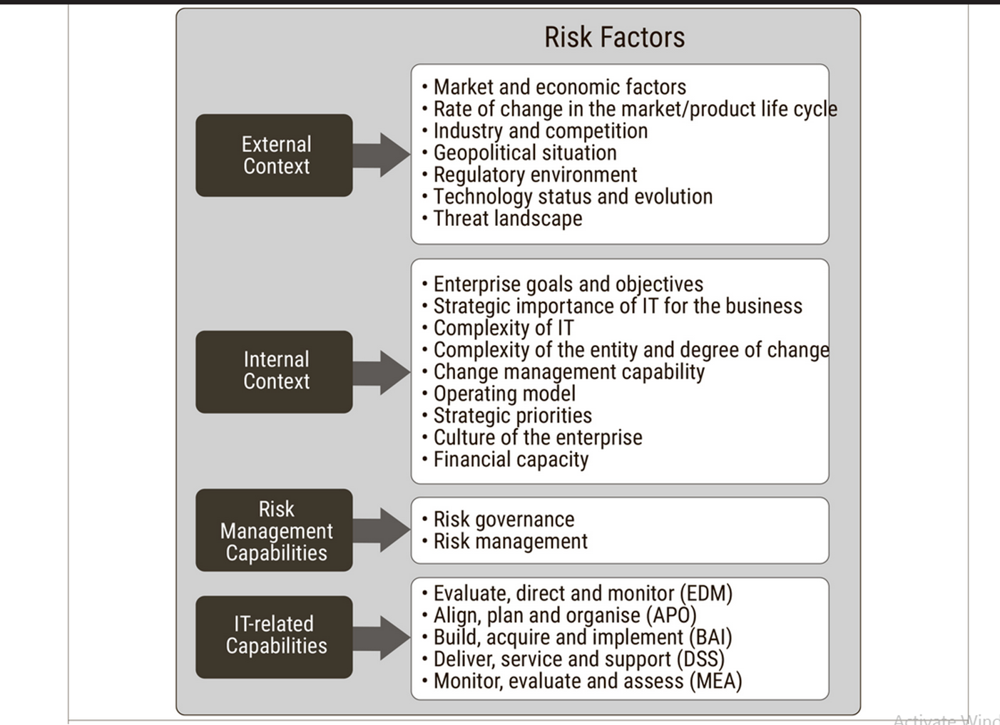 Risk Factors
External
Context
• Market and economic factors
• Rate of change in the market/product life cycle
• Industry and competition
• Geopolitical situation
• Regulatory environment
• Technology status and evolution
• Threat landscape
Internal
Context
• Enterprise goals and objectives
• Strategic importance of IT for the business
• Complexity of IT
• Complexity of the entity and degree of change
• Change management capability
• Operating model
• Strategic priorities
• Culture of the enterprise
• Financial capacity
Risk
Management
Capabilities
• Risk governance
• Risk management
IT-related
Capabilities
• Evaluate, direct and monitor (EDM)
• Align, plan and organise (APO)
• Build, acquire and implement (BAI)
• Deliver, service and support (DSS)
• Monitor, evaluate and assess (MEA)
Activate Wind